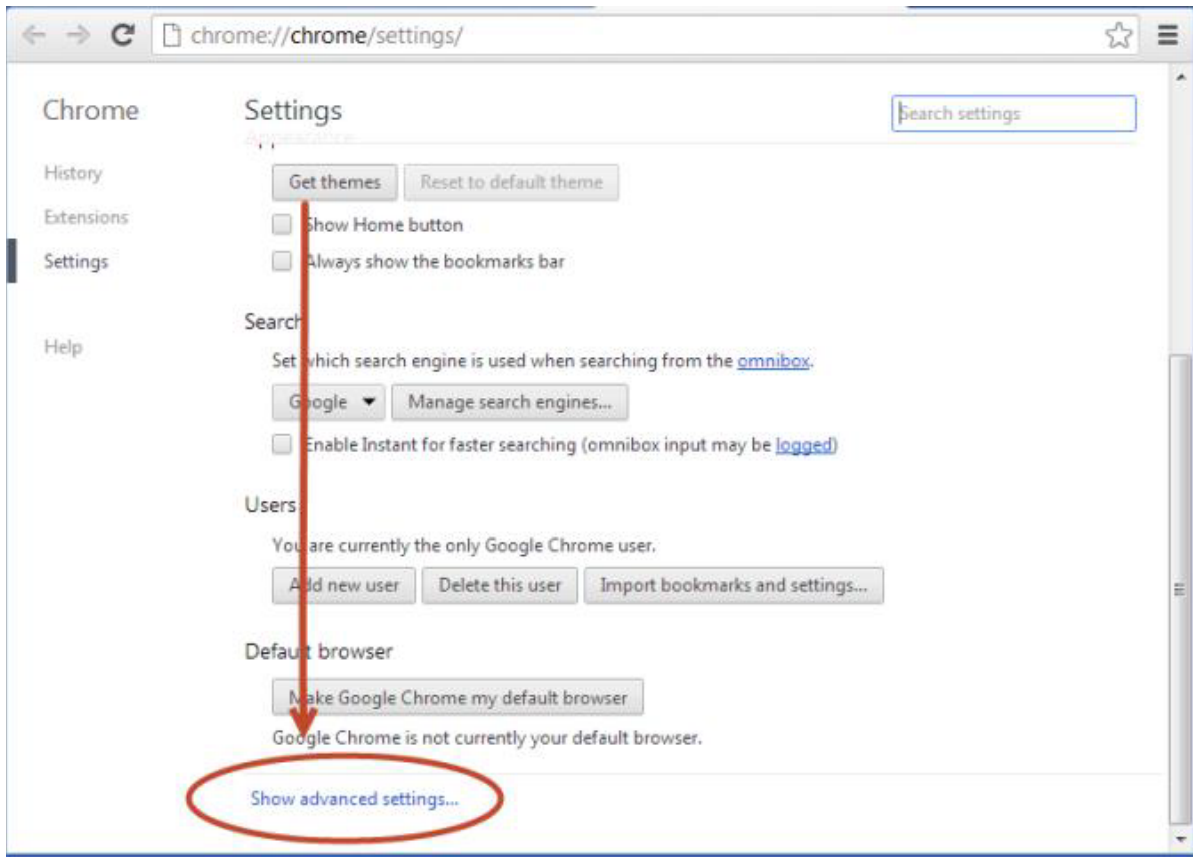 chrome://chrome/settings/
Chrome
Settings
Search settings
Appearance
History
Extensions
Settings
Help
Get themes
Reset to default theme
Show Home button
Always show the bookmarks bar
Search
Set which search engine is used when searching from the omnibox.
Google
Manage search engines...
Enable Instant for faster searching (omnibox input may be logged)
Users
You are currently the only Google Chrome user.
Add new user
Delete this user
Import bookmarks and settings...
Default browser
Make Google Chrome my default browser
Google Chrome is not currently your default browser.
Show advanced settings...